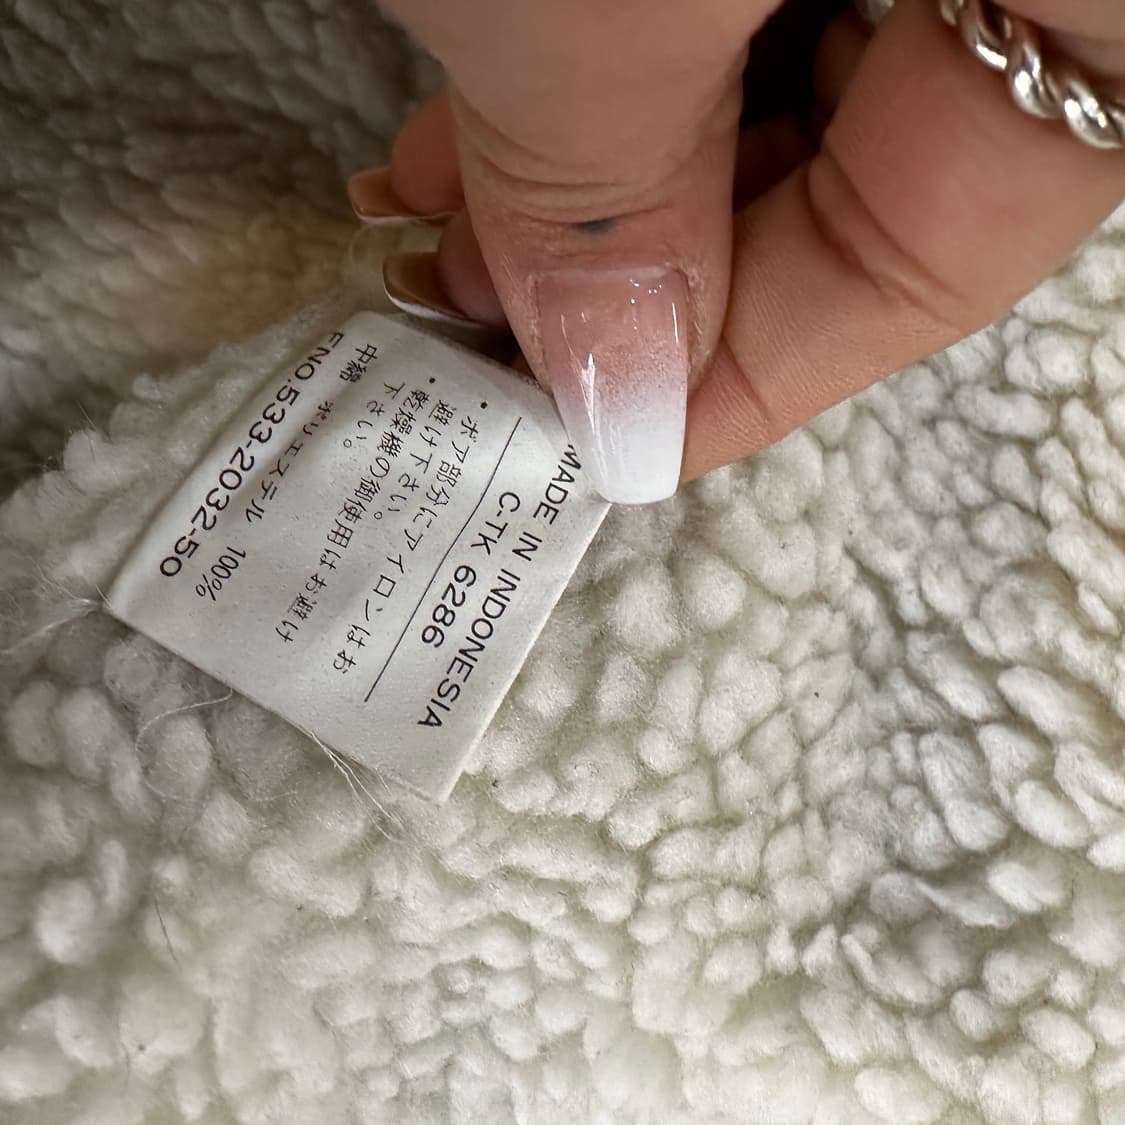 FNO.533-2032-50
中綿 ポリエステル 100%
・乾燥機の御使用はお避け
下さい。
・ボア部分にアイロンはお
避け下さい。
C-TK 6286
MADE IN INDONESIA